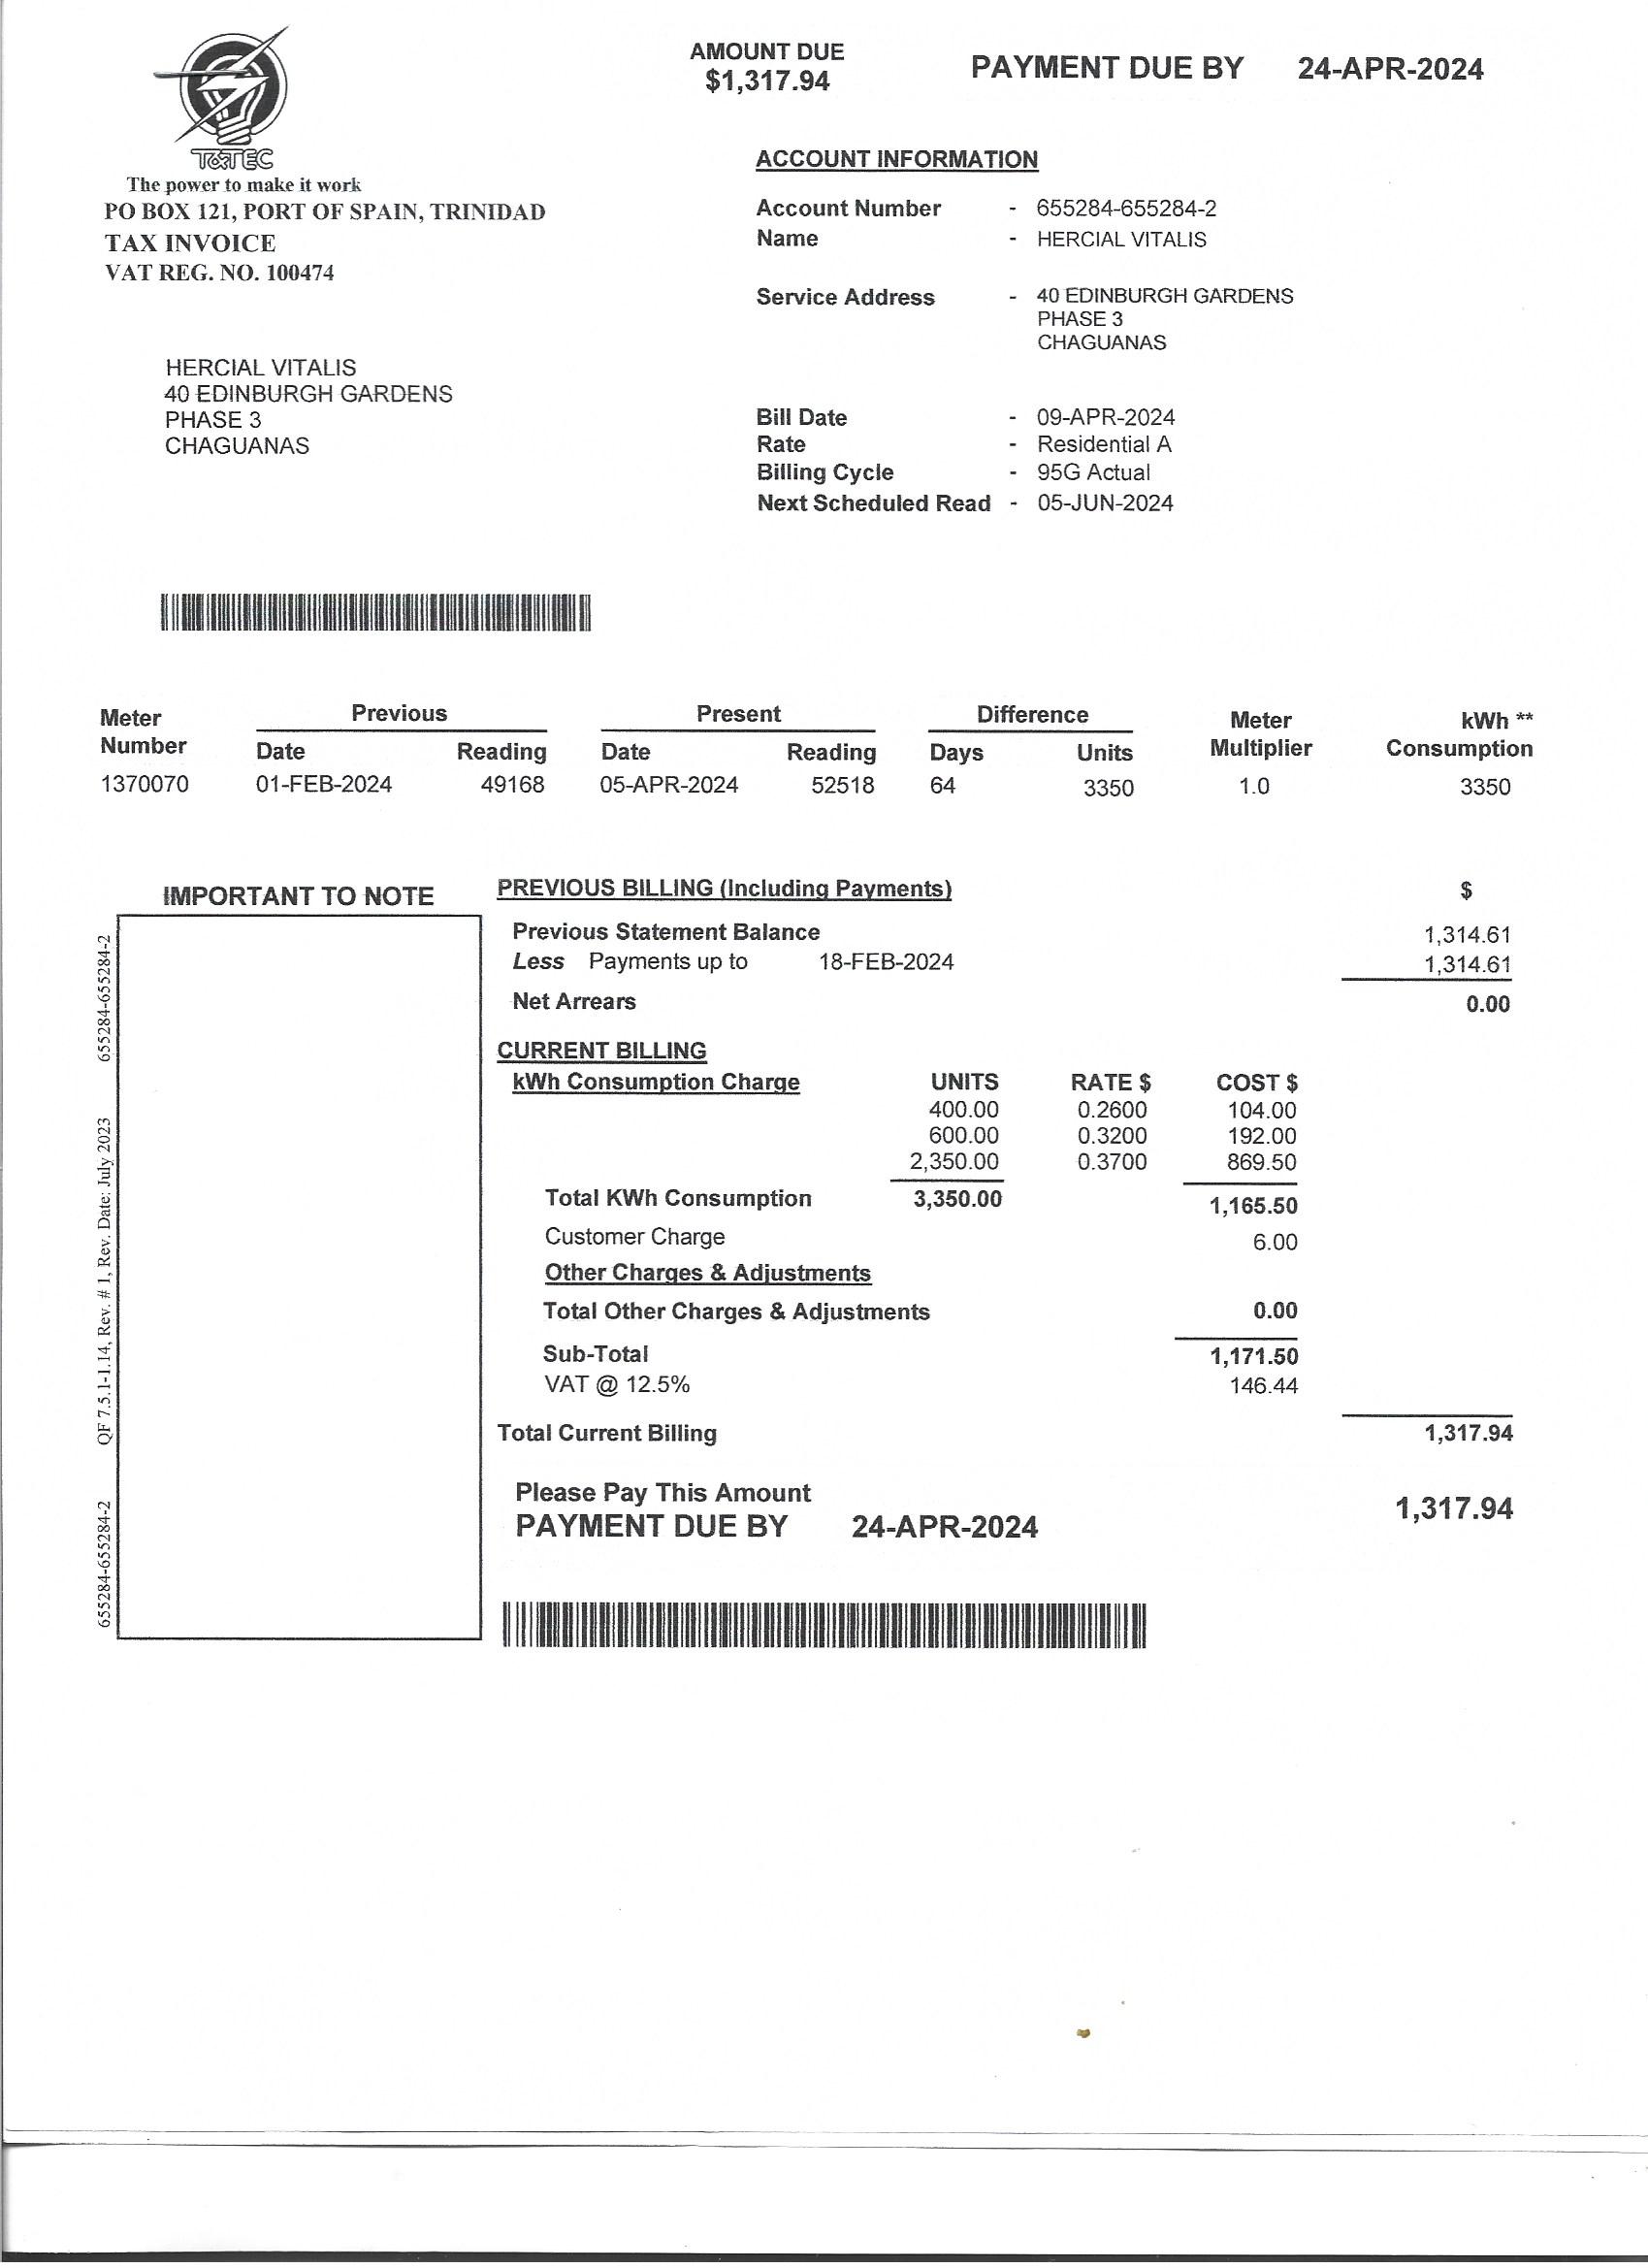 AMOUNT DUE
$1,317.94
PAYMENT DUE BY 24-APR-2024
T&TEC
The power to make it work
PO BOX 121, PORT OF SPAIN, TRINIDAD
TAX INVOICE
VAT REG. NO. 100474
HERCIAL VITALIS
40 EDINBURGH GARDENS
PHASE 3
CHAGUANAS
ACCOUNT INFORMATION
Account Number - 655284-655284-2
Name - HERCIAL VITALIS
Service Address - 40 EDINBURGH GARDENS
PHASE 3
CHAGUANAS
Bill Date - 09-APR-2024
Rate - Residential A
Billing Cycle - 95G Actual
Next Scheduled Read - 05-JUN-2024
Meter Number Previous Present Difference Meter Multiplier kWh ** Consumption
Date Reading Date Reading Days Units
1370070 01-FEB-2024 49168 05-APR-2024 52518 64 3350 1.0 3350
IMPORTANT TO NOTE
655284-655284-2
QF 7.5.1-1.14, Rev. # 1, Rev. Date: July 2023
655284-655284-2
PREVIOUS BILLING (Including Payments) $
Previous Statement Balance 1,314.61
Less Payments up to 18-FEB-2024 1,314.61
Net Arrears 0.00
CURRENT BILLING
kWh Consumption Charge UNITS RATE $ COST $
400.00 0.2600 104.00
600.00 0.3200 192.00
2,350.00 0.3700 869.50
Total KWh Consumption 3,350.00 1,165.50
Customer Charge 6.00
Other Charges & Adjustments
Total Other Charges & Adjustments 0.00
Sub-Total 1,171.50
VAT @ 12.5% 146.44
Total Current Billing 1,317.94
Please Pay This Amount
PAYMENT DUE BY 24-APR-2024 1,317.94